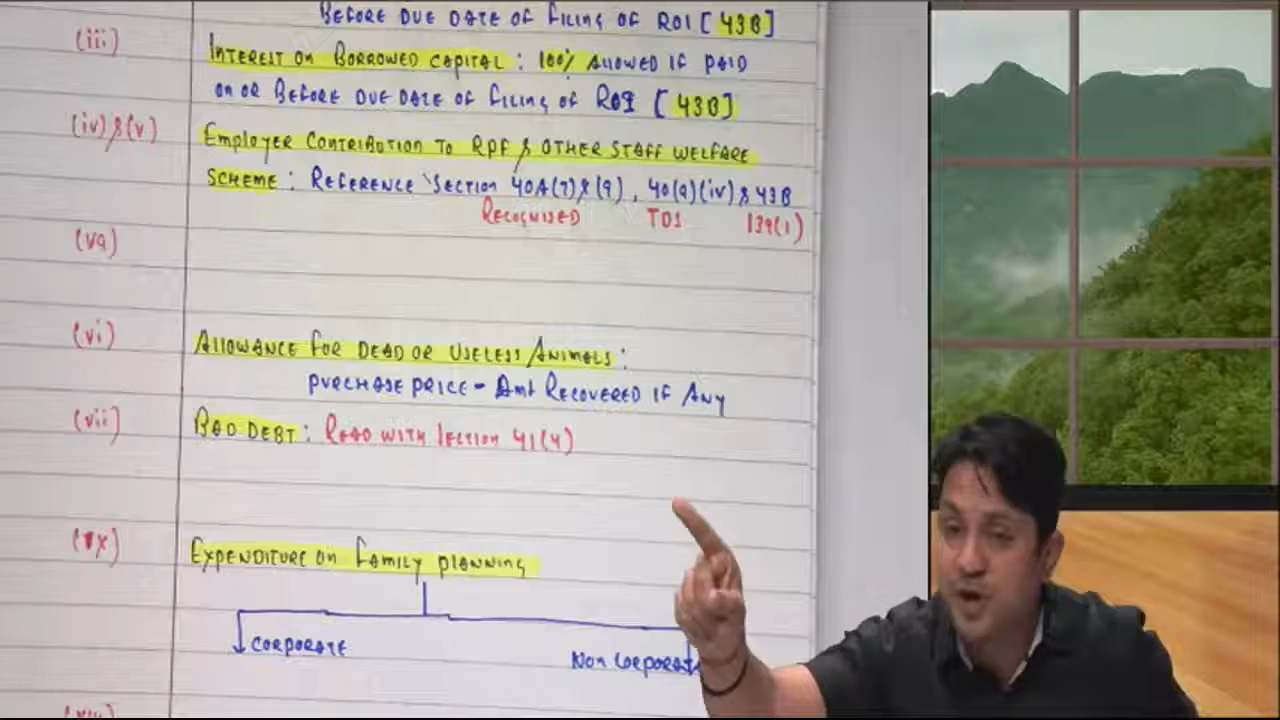 BEFORE DUE DATE OF FILING OF ROI [43B]
(iii) INTEREST ON BORROWED CAPITAL : 100% ALLOWED IF PAID
ON OR BEFORE DUE DATE OF FILING OF ROI [43B]
(iv) & (v) EMPLOYER CONTRIBUTION TO RPF & OTHER STAFF WELFARE
SCHEME : REFERENCE SECTION 40A(7) & (9), 40(a)(iv) & 43B
RECOGNISED TDS 139(1)
(va)
(vi) ALLOWANCE FOR DEAD OR USELESS ANIMALS :
PURCHASE PRICE - Amt RECOVERED IF ANY
(vii) BAD DEBT : READ WITH SECTION 41(4)
(ix) EXPENDITURE ON FAMILY PLANNING
CORPORATE NON CORPORATE